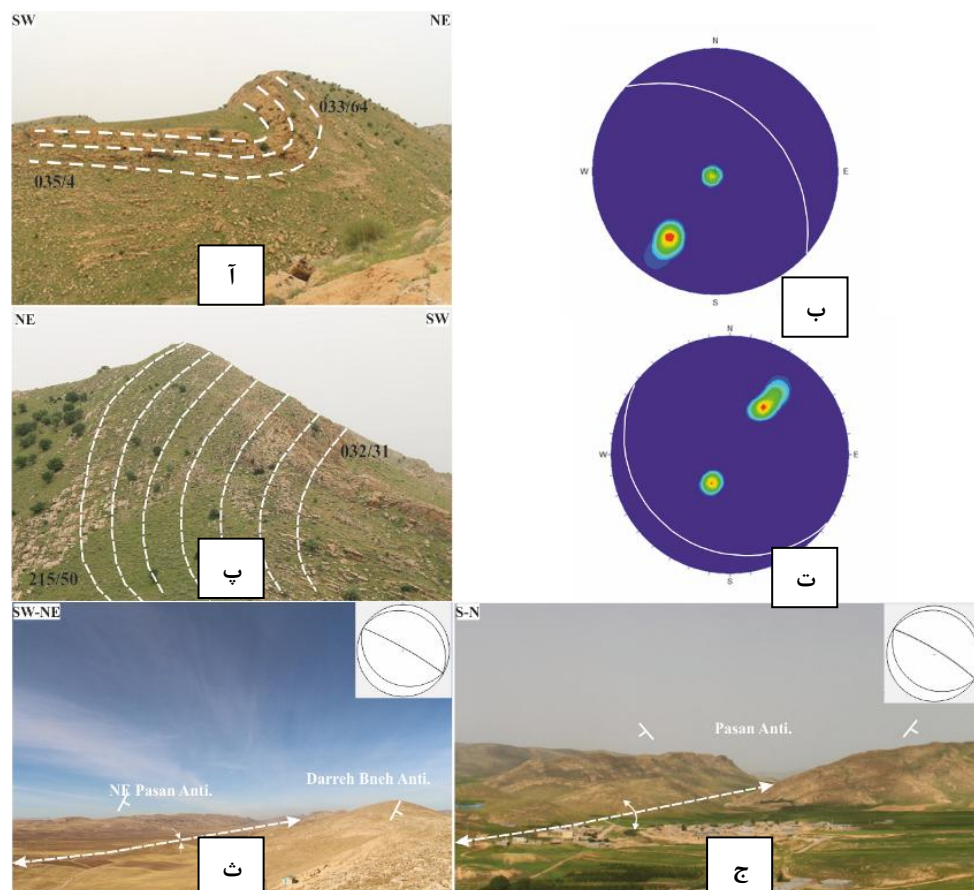 SW NE
033/64
035/4
آ
N
W E
S
ب
NE SW
032/31
215/50
پ
N
W E
S
ت
SW-NE
NE Pasan Anti.
Darreh Bneh Anti.
ث
S-N
Pasan Anti.
ج